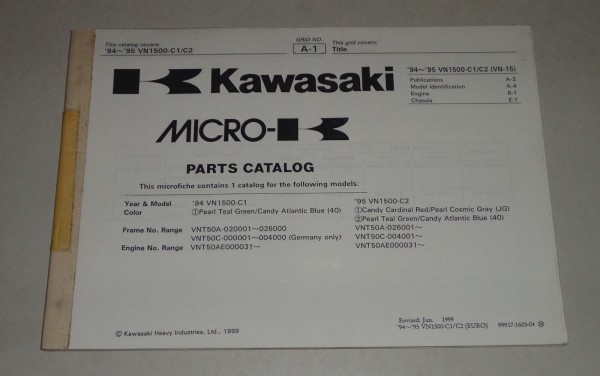 This catalog covers:
'94～'95 VN1500-C1/C2
GRID NO.
A-1
This grid covers:
Title
Kawasaki
'94～'95 VN1500-C1/C2 (VN-15)
Publications A-2
Model Identification A-4
Engine B-1
Chassis E-1
MICRO-K
PARTS CATALOG
This microfiche contains 1 catalog for the following models:
Year & Model '94 VN1500-C1 '95 VN1500-C2
Color ①Pearl Teal Green/Candy Atlantic Blue (40) ①Candy Cardinal Red/Pearl Cosmic Gray (JG)
②Pearl Teal Green/Candy Atlantic Blue (40)
Frame No. Range VNT50A-020001～026000 VNT50A-026001～
VNT50C-000001～004000 (Germany only) VNT50C-004001～
Engine No. Range VNT50AE000031～ VNT50AE000031～
© Kawasaki Heavy Industries, Ltd., 1999
Revised: Jun. 1999
'94～'95 VN1500-C1/C2 (EURO) 99917-1603-04